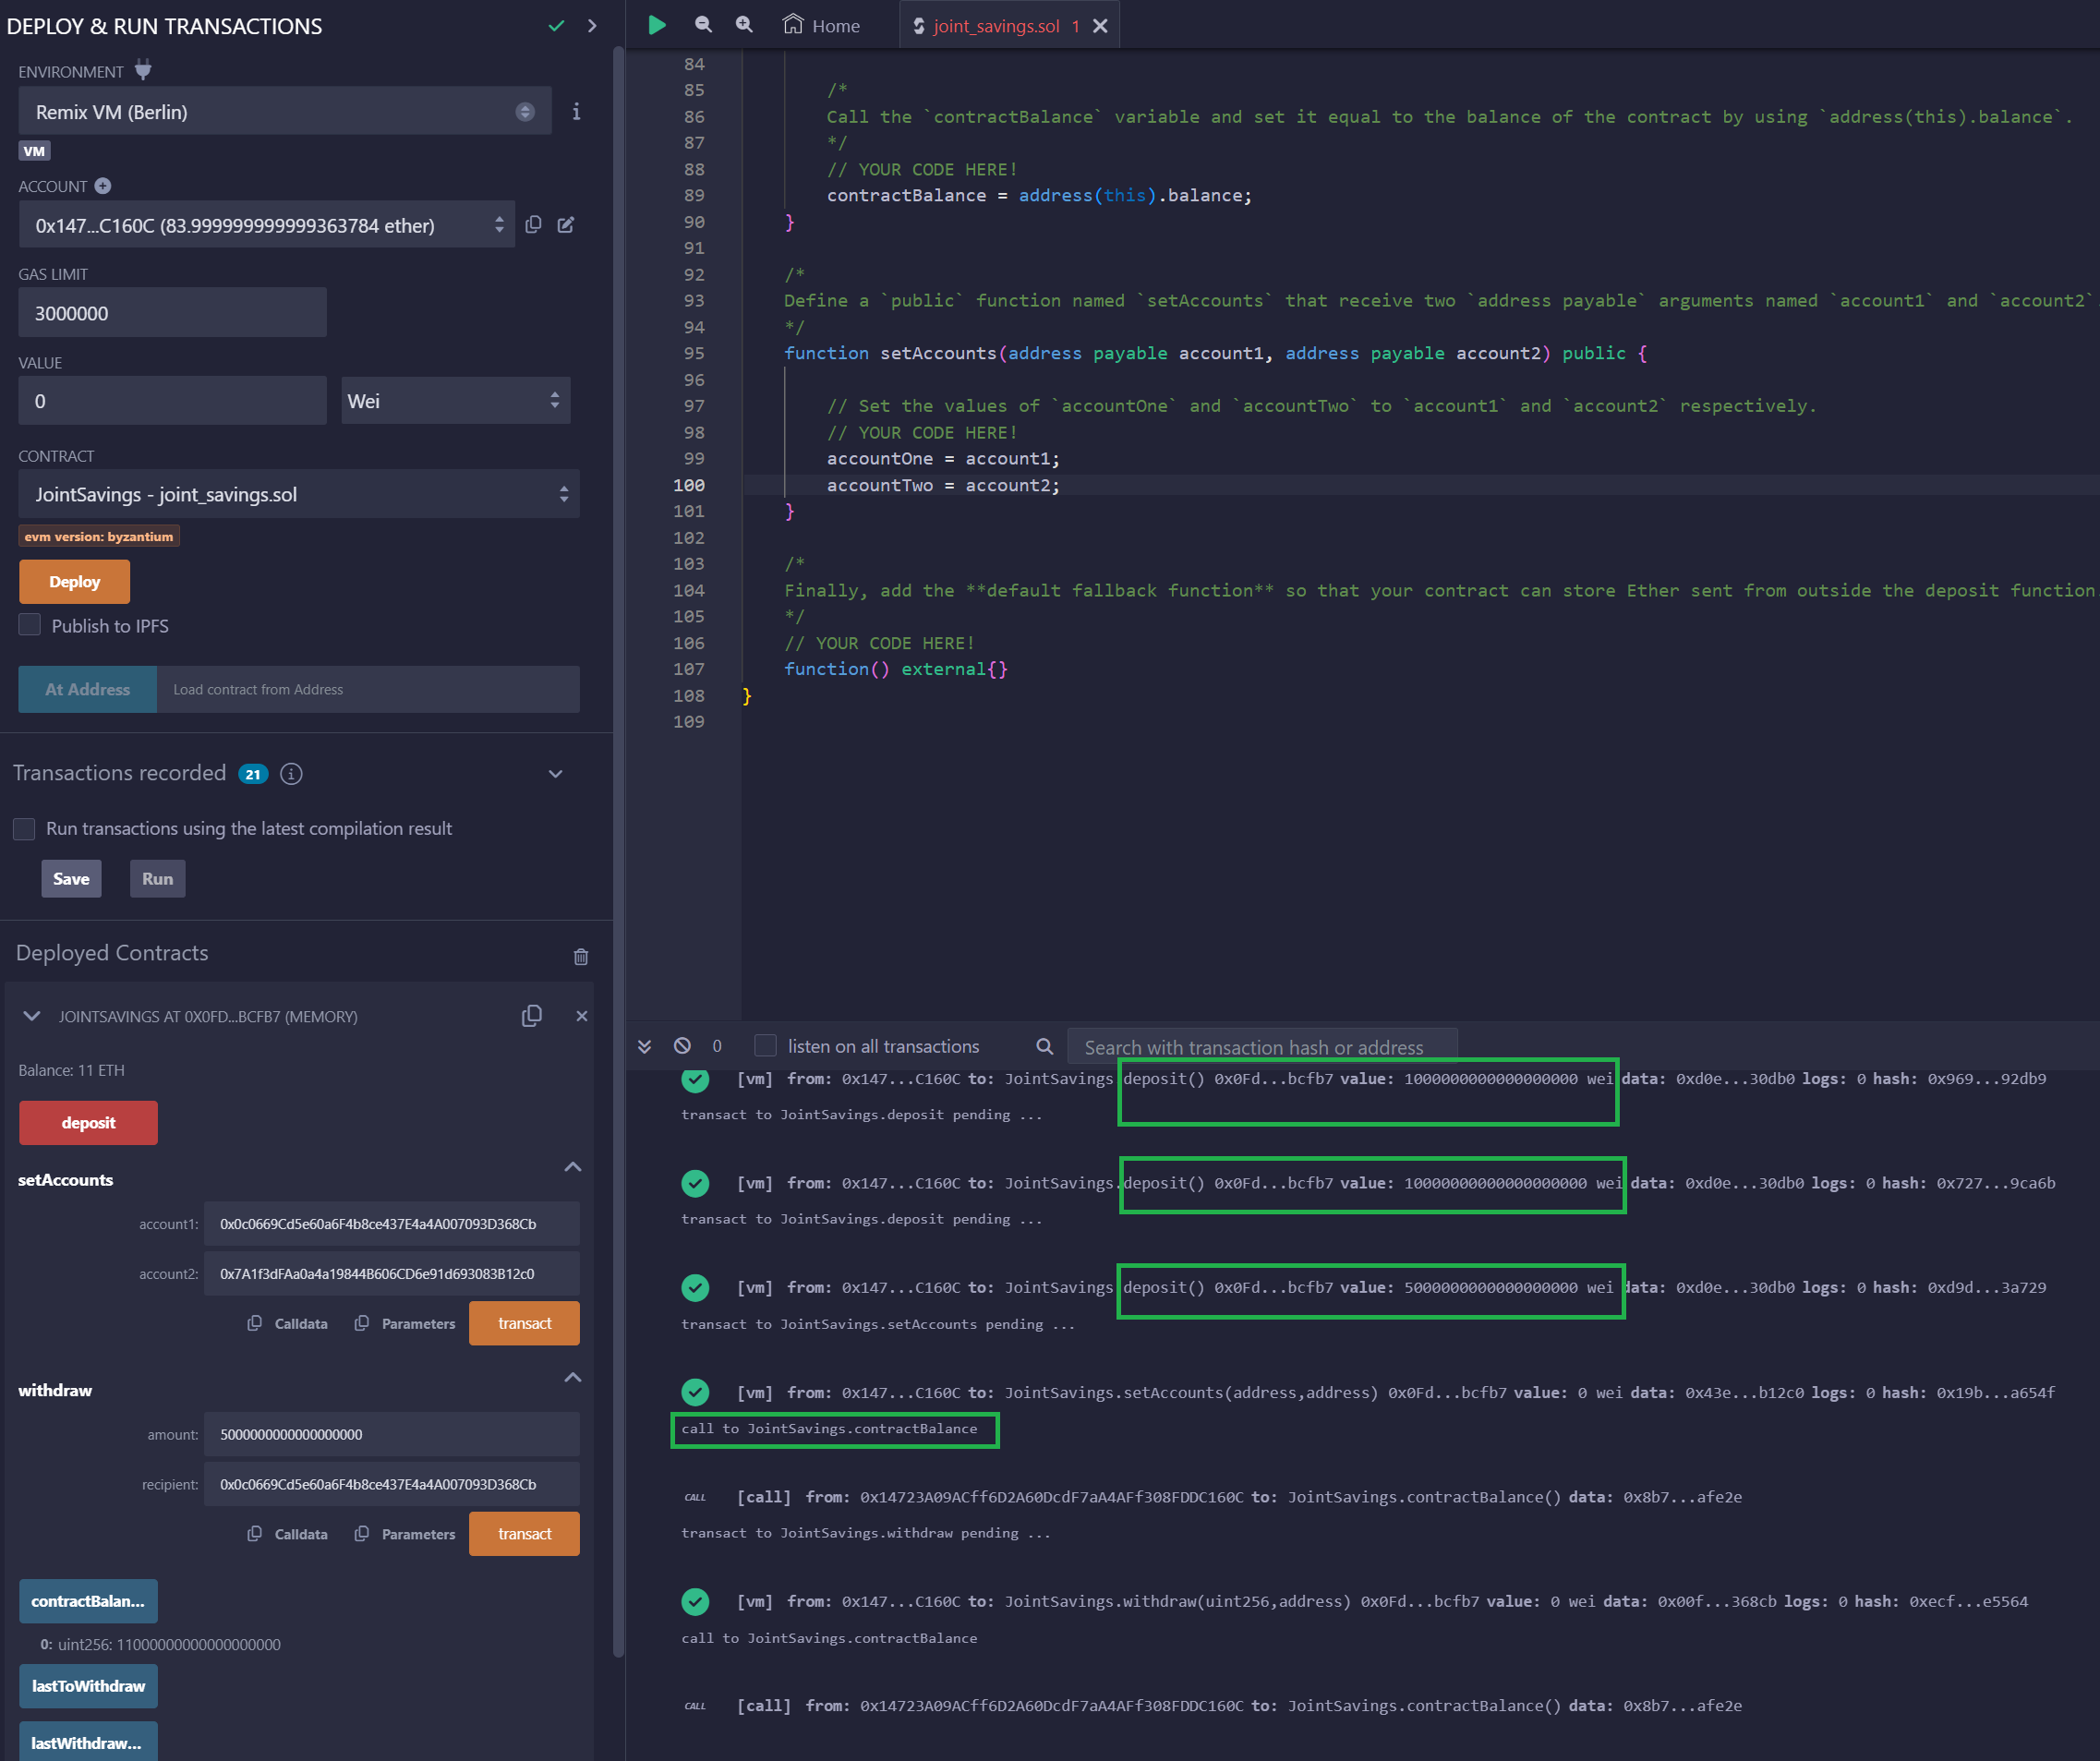 DEPLOY & RUN TRANSACTIONS
ENVIRONMENT
Remix VM (Berlin)
VM
ACCOUNT
0x147...C160C (83.999999999999363784 ether)
GAS LIMIT
3000000
VALUE
0
Wei
CONTRACT
JointSavings - joint_savings.sol
evm version: byzantium
Deploy
Publish to IPFS
At Address
Load contract from Address
Transactions recorded 21
Run transactions using the latest compilation result
Save
Run
Deployed Contracts
JOINTSAVINGS AT 0X0FD...BCFB7 (MEMORY)
Balance: 11 ETH
deposit
setAccounts
account1: 0x0c0669Cd5e60a6F4b8ce437E4a4A007093D368Cb
account2: 0x7A1f3dFAa0a4a19844B606CD6e91d693083B12c0
Calldata
Parameters
transact
withdraw
amount: 5000000000000000000
recipient: 0x0c0669Cd5e60a6F4b8ce437E4a4A007093D368Cb
Calldata
Parameters
transact
contractBalan...
0: uint256: 11000000000000000000
lastToWithdraw
lastWithdraw...
Home
joint_savings.sol 1
84
85 /*
86 Call the `contractBalance` variable and set it equal to the balance of the contract by using `address(this).balance`.
87 */
88 // YOUR CODE HERE!
89 contractBalance = address(this).balance;
90 }
91
92 /*
93 Define a `public` function named `setAccounts` that receive two `address payable` arguments named `account1` and `account2`.
94 */
95 function setAccounts(address payable account1, address payable account2) public {
96
97 // Set the values of `accountOne` and `accountTwo` to `account1` and `account2` respectively.
98 // YOUR CODE HERE!
99 accountOne = account1;
100 accountTwo = account2;
101 }
102
103 /*
104 Finally, add the **default fallback function** so that your contract can store Ether sent from outside the deposit function.
105 */
106 // YOUR CODE HERE!
107 function() external{}
108 }
109
0
listen on all transactions
Search with transaction hash or address
[vm] from: 0x147...C160C to: JointSavings.deposit() 0x0Fd...bcfb7 value: 1000000000000000000 wei data: 0xd0e...30db0 logs: 0 hash: 0x969...92db9
transact to JointSavings.deposit pending ...
[vm] from: 0x147...C160C to: JointSavings.deposit() 0x0Fd...bcfb7 value: 10000000000000000000 wei data: 0xd0e...30db0 logs: 0 hash: 0x727...9ca6b
transact to JointSavings.deposit pending ...
[vm] from: 0x147...C160C to: JointSavings.deposit() 0x0Fd...bcfb7 value: 5000000000000000000 wei data: 0xd0e...30db0 logs: 0 hash: 0xd9d...3a729
transact to JointSavings.setAccounts pending ...
[vm] from: 0x147...C160C to: JointSavings.setAccounts(address,address) 0x0Fd...bcfb7 value: 0 wei data: 0x43e...b12c0 logs: 0 hash: 0x19b...a654f
call to JointSavings.contractBalance
CALL [call] from: 0x14723A09ACff6D2A60DcdF7aA4AFf308FDDC160C to: JointSavings.contractBalance() data: 0x8b7...afe2e
transact to JointSavings.withdraw pending ...
[vm] from: 0x147...C160C to: JointSavings.withdraw(uint256,address) 0x0Fd...bcfb7 value: 0 wei data: 0x00f...368cb logs: 0 hash: 0xecf...e5564
call to JointSavings.contractBalance
CALL [call] from: 0x14723A09ACff6D2A60DcdF7aA4AFf308FDDC160C to: JointSavings.contractBalance() data: 0x8b7...afe2e